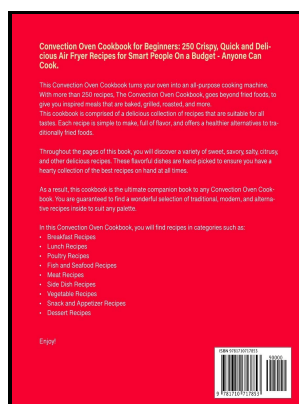 Convection Oven Cookbook for Beginners: 250 Crispy, Quick and Deli-
cious Air Fryer Recipes for Smart People On a Budget - Anyone Can
Cook.
This Convection Oven Cookbook turns your oven into an all-purpose cooking machine.
With more than 250 recipes, The Convection Oven Cookbook, goes beyond fried foods, to
give you inspired meals that are baked, grilled, roasted, and more.
This cookbook is comprised of a delicious collection of recipes that are suitable for all
tastes. Each recipe is simple to make, full of flavor, and offers a healthier alternatives to tra-
ditionally fried foods.
Throughout the pages of this book, you will discover a variety of sweet, savory, salty, citrusy,
and other delicious recipes. These flavorful dishes are hand-picked to ensure you have a
hearty collection of the best recipes on hand at all times.
As a result, this cookbook is the ultimate companion book to any Convection Oven Cook-
book. You are guaranteed to find a wonderful selection of traditional, modern, and alterna-
tive recipes inside to suit any palette.
In this Convection Oven Cookbook, you will find recipes in categories such as:
• Breakfast Recipes
• Lunch Recipes
• Poultry Recipes
• Fish and Seafood Recipes
• Meat Recipes
• Side Dish Recipes
• Vegetable Recipes
• Snack and Appetizer Recipes
• Dessert Recipes
Enjoy!
ISBN 9781710717853
90000
9 781710 717853